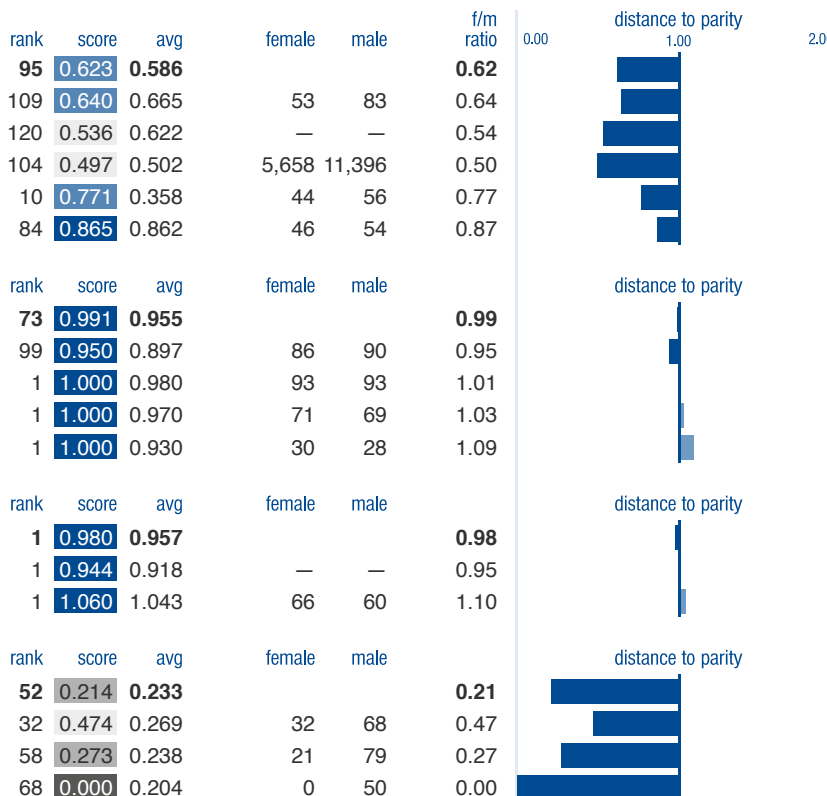 f/m distance to parity
rank score avg female male ratio 0.00 1.00 2.0
95 0.623 0.586 0.62
109 0.640 0.665 53 83 0.64
120 0.536 0.622 — — 0.54
104 0.497 0.502 5,658 11,396 0.50
10 0.771 0.358 44 56 0.77
84 0.865 0.862 46 54 0.87
rank score avg female male distance to parity
73 0.991 0.955 0.99
99 0.950 0.897 86 90 0.95
1 1.000 0.980 93 93 1.01
1 1.000 0.970 71 69 1.03
1 1.000 0.930 30 28 1.09
rank score avg female male distance to parity
1 0.980 0.957 0.98
1 0.944 0.918 — — 0.95
1 1.060 1.043 66 60 1.10
rank score avg female male distance to parity
52 0.214 0.233 0.21
32 0.474 0.269 32 68 0.47
58 0.273 0.238 21 79 0.27
68 0.000 0.204 0 50 0.00